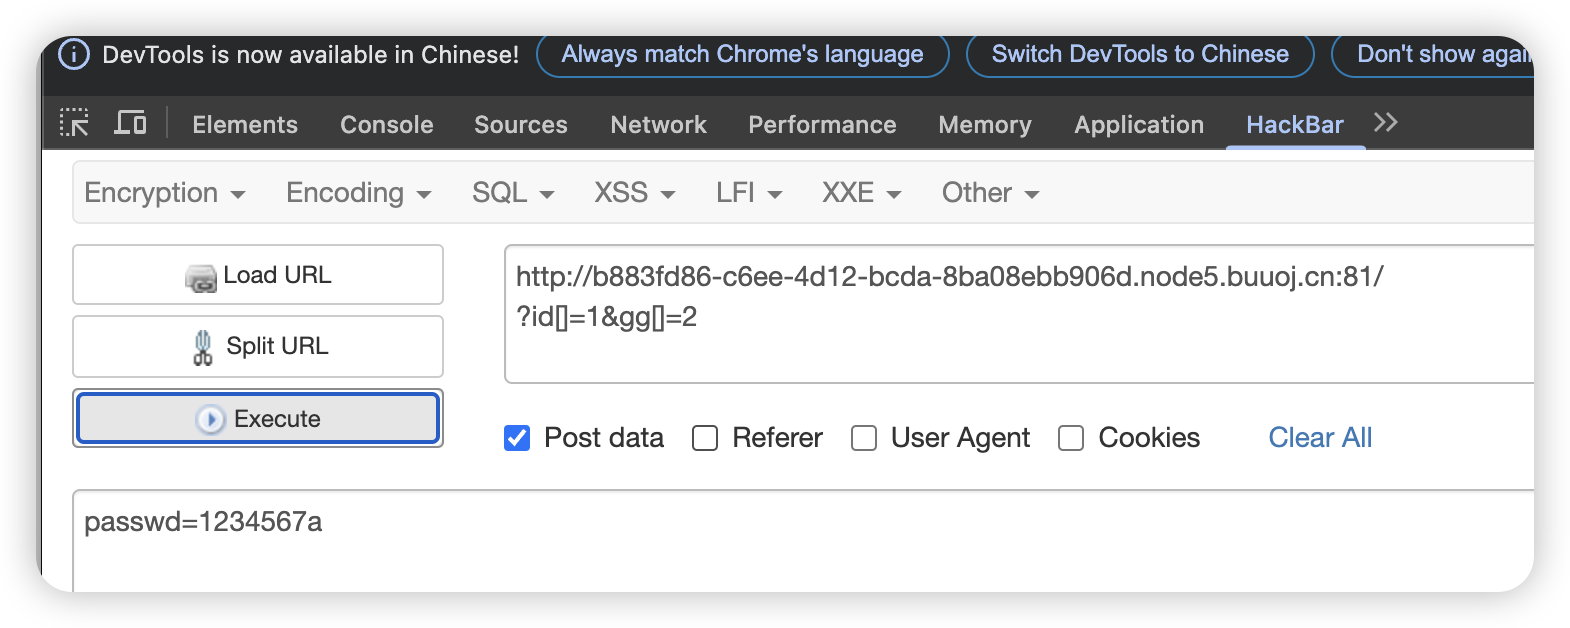 DevTools is now available in Chinese! Always match Chrome's language Switch DevTools to Chinese Don't show again
Elements Console Sources Network Performance Memory Application HackBar
Encryption Encoding SQL XSS LFI XXE Other
Load URL
Split URL
Execute
http://b883fd86-c6ee-4d12-bcda-8ba08ebb906d.node5.buuoj.cn:81/
?id[]=1&gg[]=2
Post data Referer User Agent Cookies Clear All
passwd=1234567a